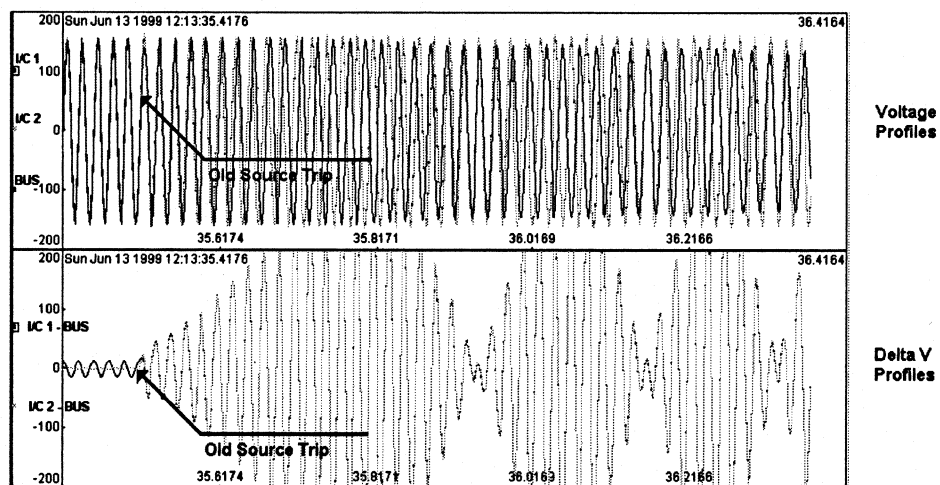 200 Sun Jun 13 1999 12:13:35.4176 36.4164
I/C 1
100
I/C 2
0
Voltage
Profiles
Old Source Trip
BUS
-100
-200
35.6174 35.8171 36.0169 36.2166
200 Sun Jun 13 1999 12:13:35.4176 36.4164
100
I/C 1 - BUS
0
Delta V
Profiles
I/C 2 - BUS
-100
Old Source Trip
-200
35.6174 35.8171 36.0169 36.2166